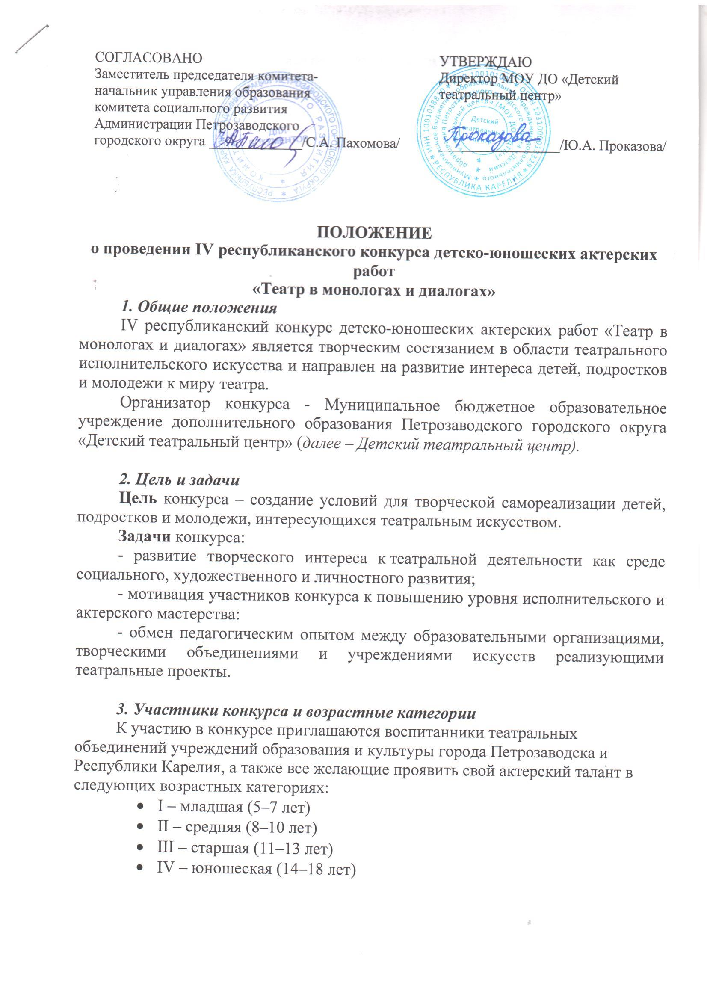 СОГЛАСОВАНО
Заместитель председателя комитета-
начальник управления образования
комитета социального развития
Администрации Петрозаводского
городского округа /С.А. Пахомова/
УТВЕРЖДАЮ
Директор МОУ ДО «Детский
театральный центр»
Проказова /Ю.А. Проказова/
Детский
театральный
центр
РЕСПУБЛИКА КАРЕЛИЯ
ПОЛОЖЕНИЕ
о проведении IV республиканского конкурса детско-юношеских актерских
работ
«Театр в монологах и диалогах»
1. Общие положения
IV республиканский конкурс детско-юношеских актерских работ «Театр в
монологах и диалогах» является творческим состязанием в области театрального
исполнительского искусства и направлен на развитие интереса детей, подростков
и молодежи к миру театра.
Организатор конкурса - Муниципальное бюджетное образовательное
учреждение дополнительного образования Петрозаводского городского округа
«Детский театральный центр» (далее – Детский театральный центр).
2. Цель и задачи
Цель конкурса – создание условий для творческой самореализации детей,
подростков и молодежи, интересующихся театральным искусством.
Задачи конкурса:
- развитие творческого интереса к театральной деятельности как среде
социального, художественного и личностного развития;
- мотивация участников конкурса к повышению уровня исполнительского и
актерского мастерства:
- обмен педагогическим опытом между образовательными организациями,
творческими объединениями и учреждениями искусств реализующими
театральные проекты.
3. Участники конкурса и возрастные категории
К участию в конкурсе приглашаются воспитанники театральных
объединений учреждений образования и культуры города Петрозаводска и
Республики Карелия, а также все желающие проявить свой актерский талант в
следующих возрастных категориях:
• I – младшая (5–7 лет)
• II – средняя (8–10 лет)
• III – старшая (11–13 лет)
• IV – юношеская (14–18 лет)